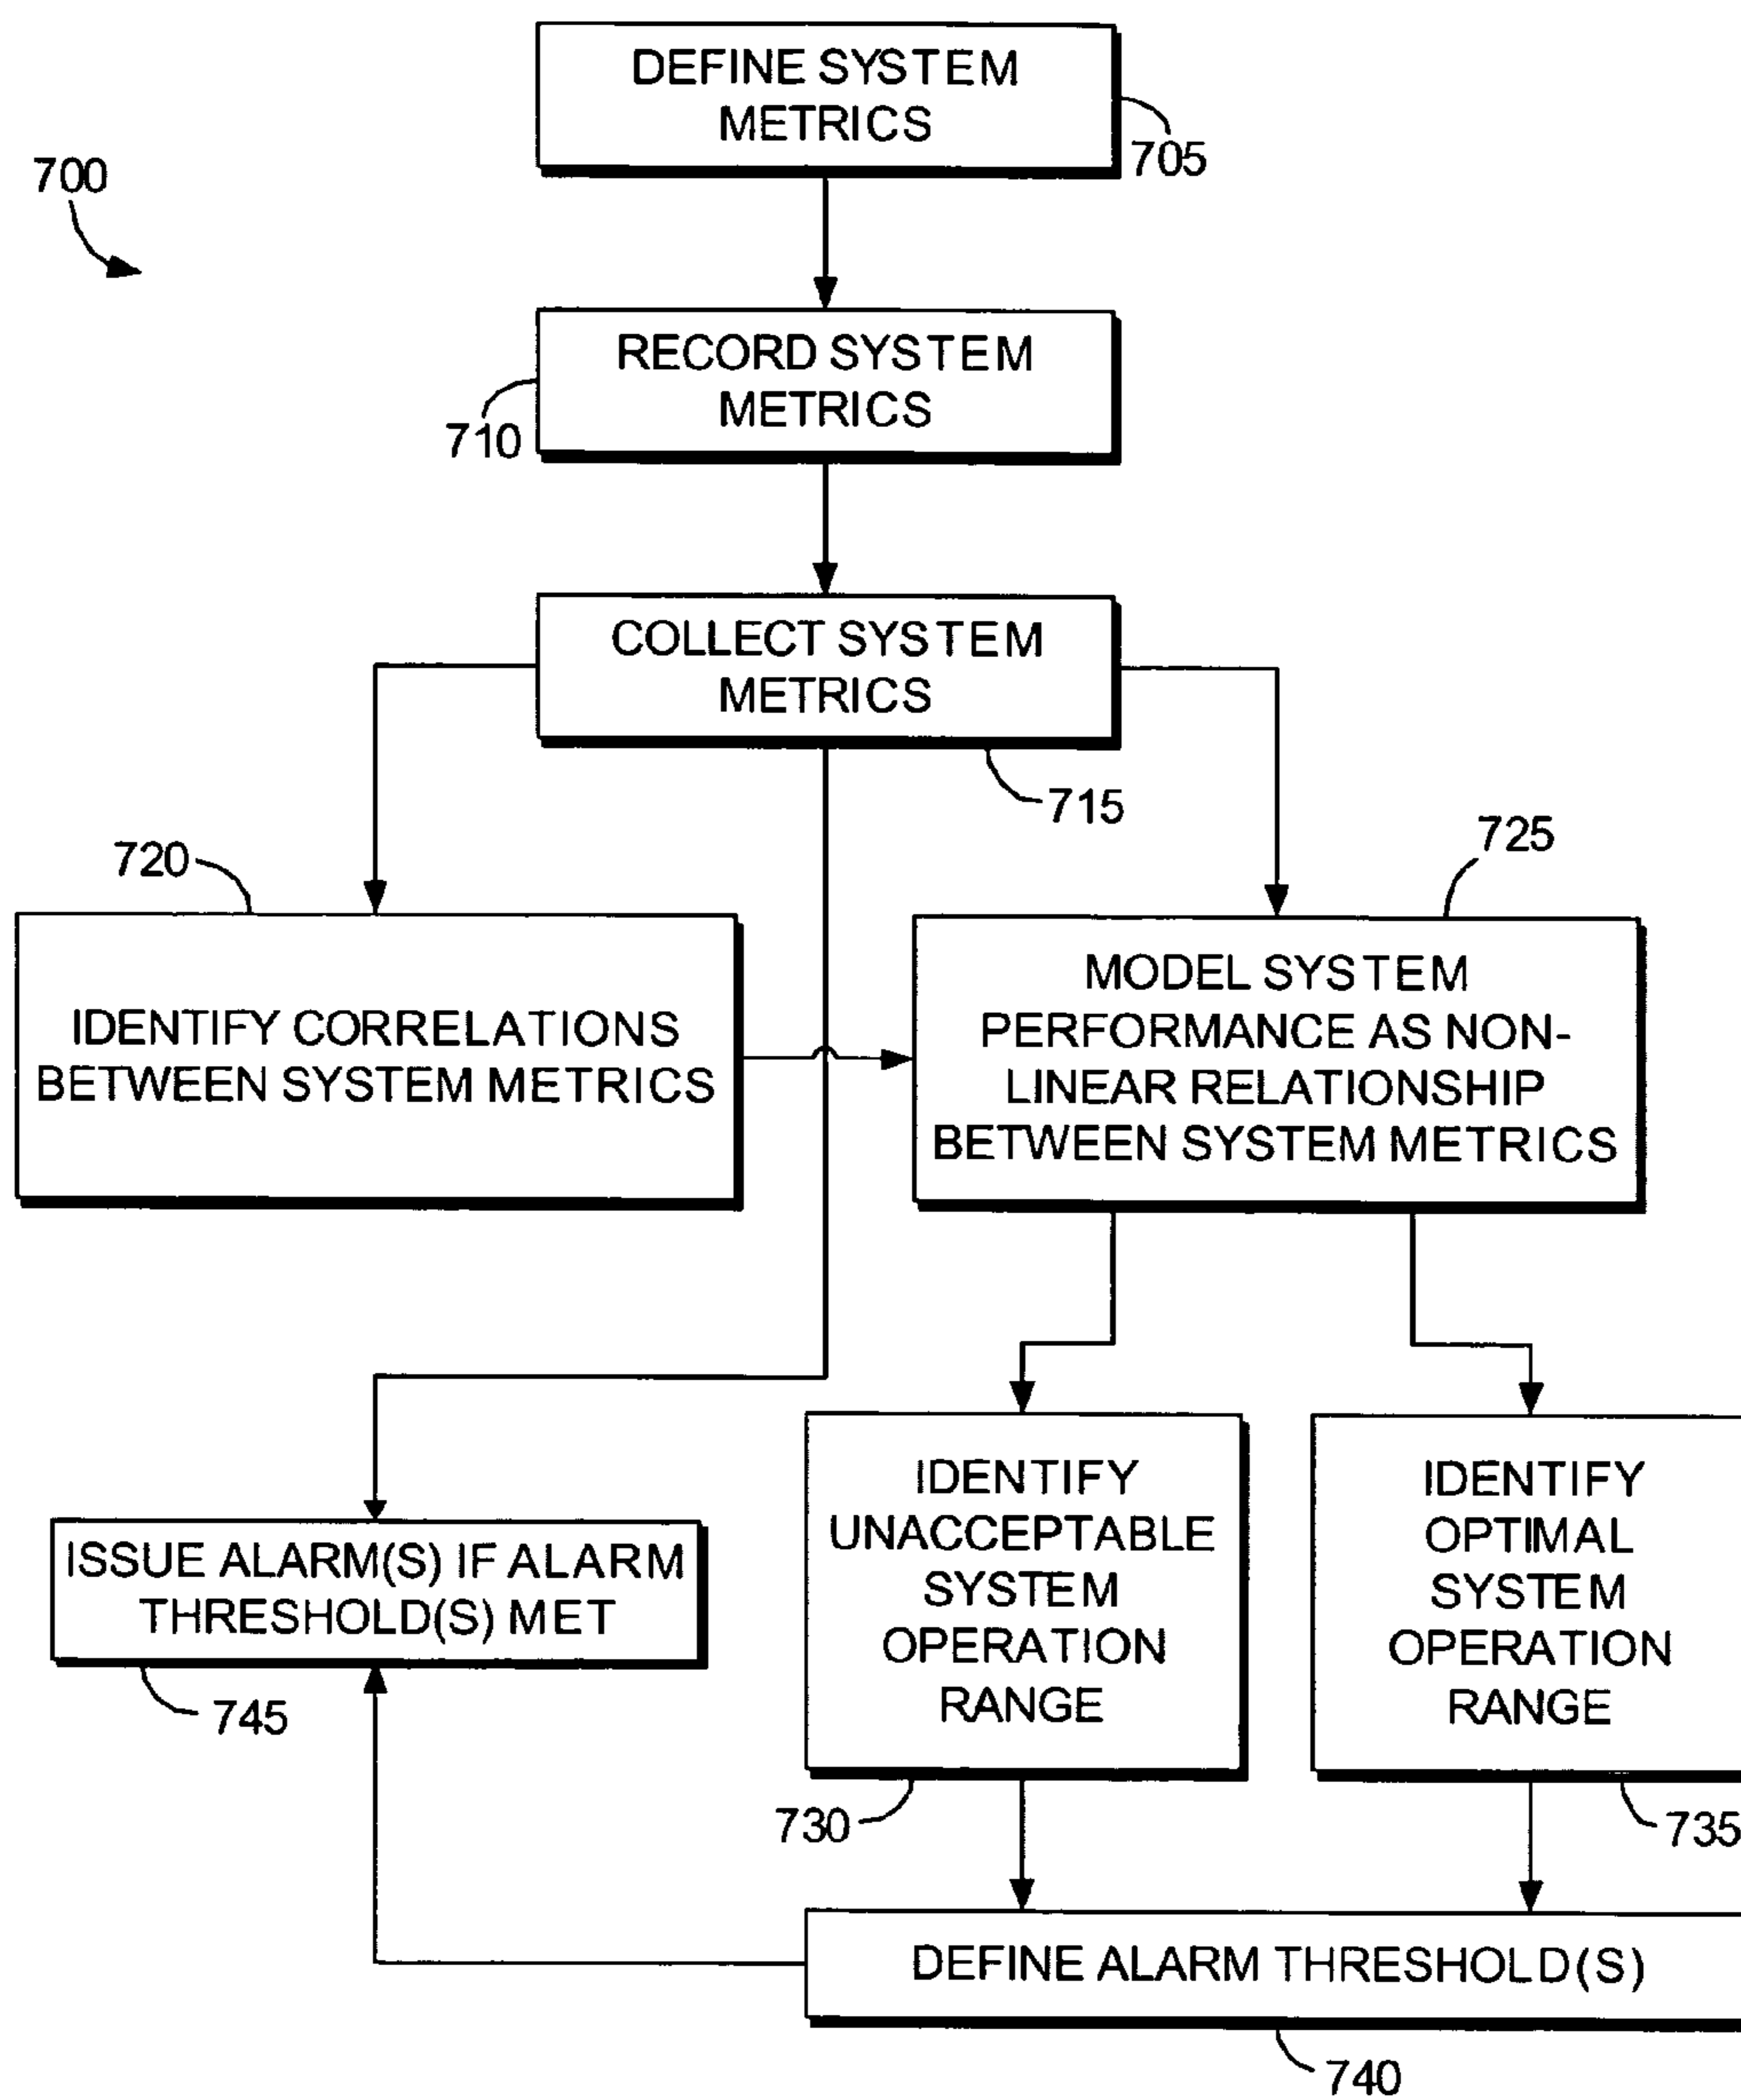 DEFINE SYSTEM
METRICS
705
700
RECORD SYSTEM
METRICS
710
COLLECT SYSTEM
METRICS
715
720
725
IDENTIFY CORRELATIONS
BETWEEN SYSTEM METRICS
MODEL SYSTEM
PERFORMANCE AS NON-
LINEAR RELATIONSHIP
BETWEEN SYSTEM METRICS
IDENTIFY
UNACCEPTABLE
SYSTEM
OPERATION
RANGE
730
IDENTIFY
OPTIMAL
SYSTEM
OPERATION
RANGE
735
ISSUE ALARM(S) IF ALARM
THRESHOLD(S) MET
745
DEFINE ALARM THRESHOLD(S)
740